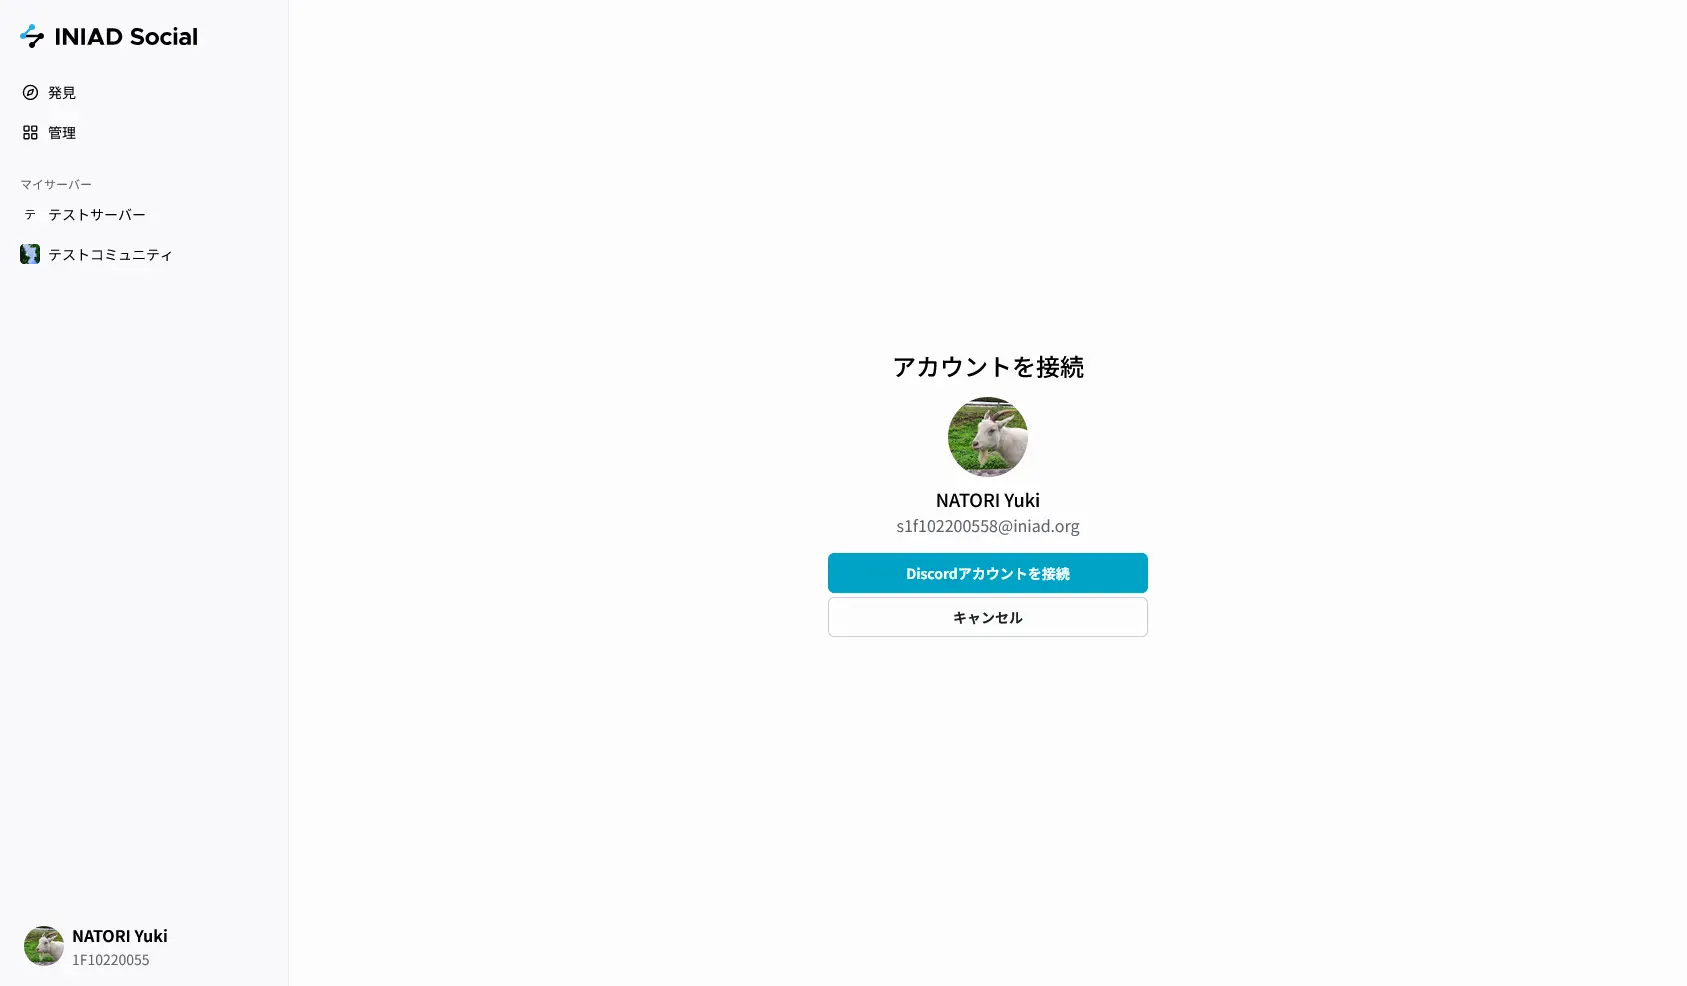 INIAD Social
発見
管理
マイサーバー
テ テストサーバー
テストコミュニティ
アカウントを接続
NATORI Yuki
s1f102200558@iniad.org
Discordアカウントを接続
キャンセル
NATORI Yuki
1F10220055